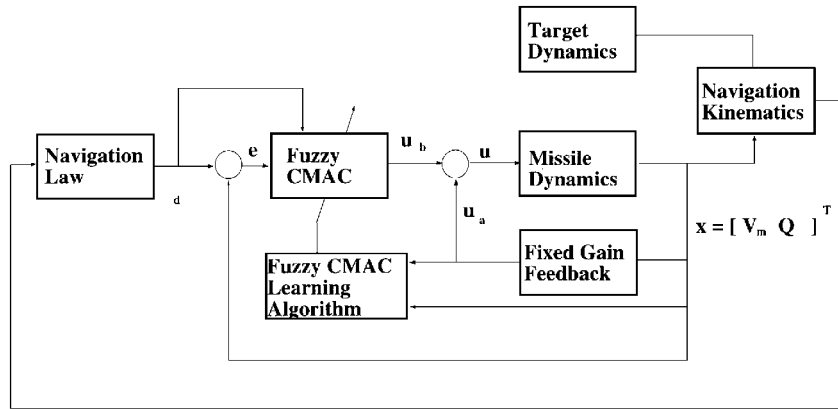 Target
Dynamics
Navigation
Kinematics
Navigation
Law
d
e
Fuzzy
CMAC
u b
u
Missile
Dynamics
u a
x = [ V m Q ] T
Fuzzy CMAC
Learning
Algorithm
Fixed Gain
Feedback